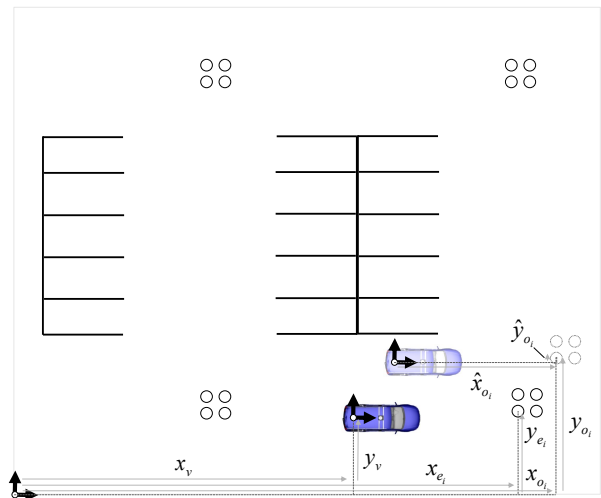 ŷ_{o_i}
x̂_{o_i}
y_{o_i}
y_{e_i}
y_v
x_v
x_{e_i}
x_{o_i}